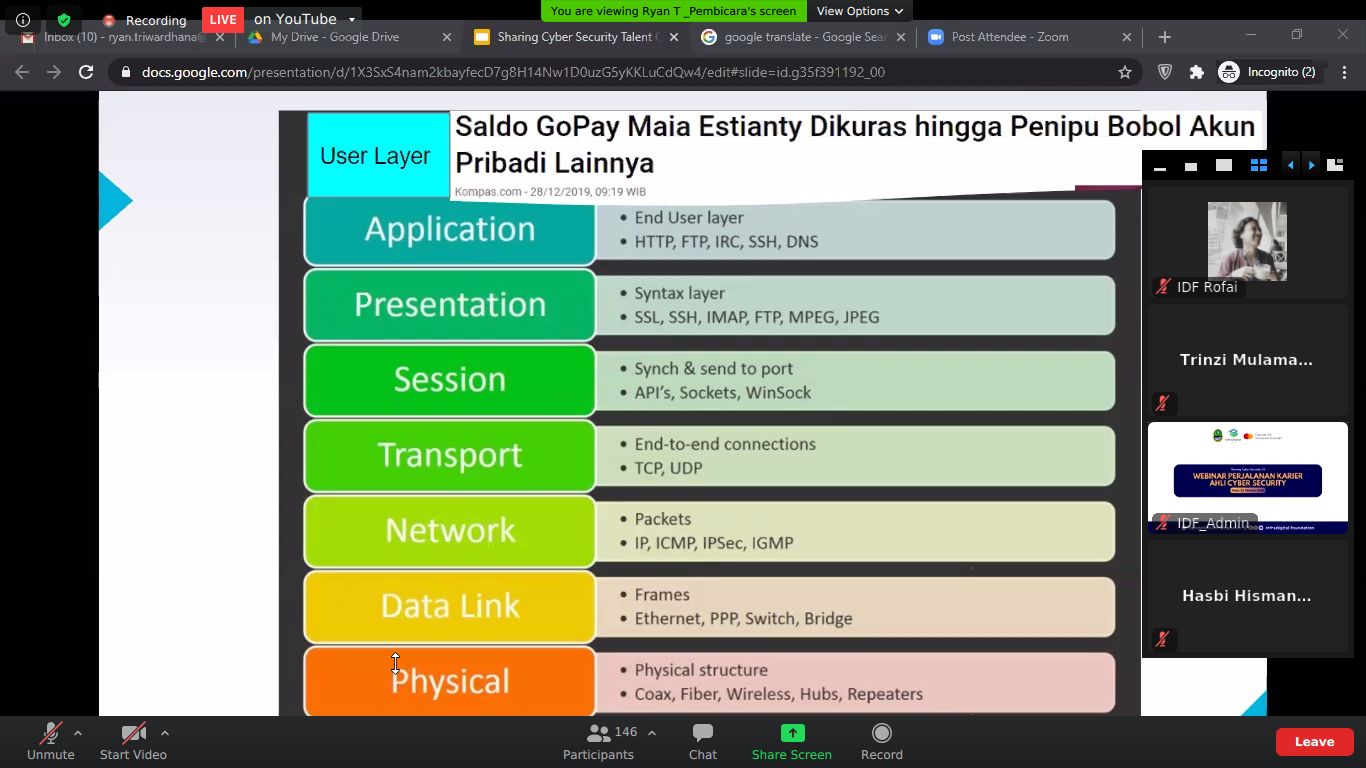 Recording
LIVE on YouTube
You are viewing Ryan T _Pembicara's screen
View Options
Inbox (10) - ryan.triwardhana@
My Drive - Google Drive
Sharing Cyber Security Talent
google translate - Google Sea
Post Attendee - Zoom
docs.google.com/presentation/d/1X3SxS4nam2kbayfecD7g8H14Nw1D0uzG5yKKLuCdQw4/edit#slide=id.g35f391192_00
Incognito (2)
User Layer
Saldo GoPay Maia Estianty Dikuras hingga Penipu Bobol Akun
Pribadi Lainnya
Kompas.com - 28/12/2019, 09:19 WIB
Application
• End User layer
• HTTP, FTP, IRC, SSH, DNS
Presentation
• Syntax layer
• SSL, SSH, IMAP, FTP, MPEG, JPEG
Session
• Synch & send to port
• API's, Sockets, WinSock
Transport
• End-to-end connections
• TCP, UDP
Network
• Packets
• IP, ICMP, IPSec, IGMP
Data Link
• Frames
• Ethernet, PPP, Switch, Bridge
Physical
• Physical structure
• Coax, Fiber, Wireless, Hubs, Repeaters
IDF Rofai
Trinzi Mulama...
WEBINAR PERJALANAN KARIER
AHLI CYBER SECURITY
IDF_Admin
Hasbi Hisman...
Unmute
Start Video
146
Participants
Chat
Share Screen
Record
Leave